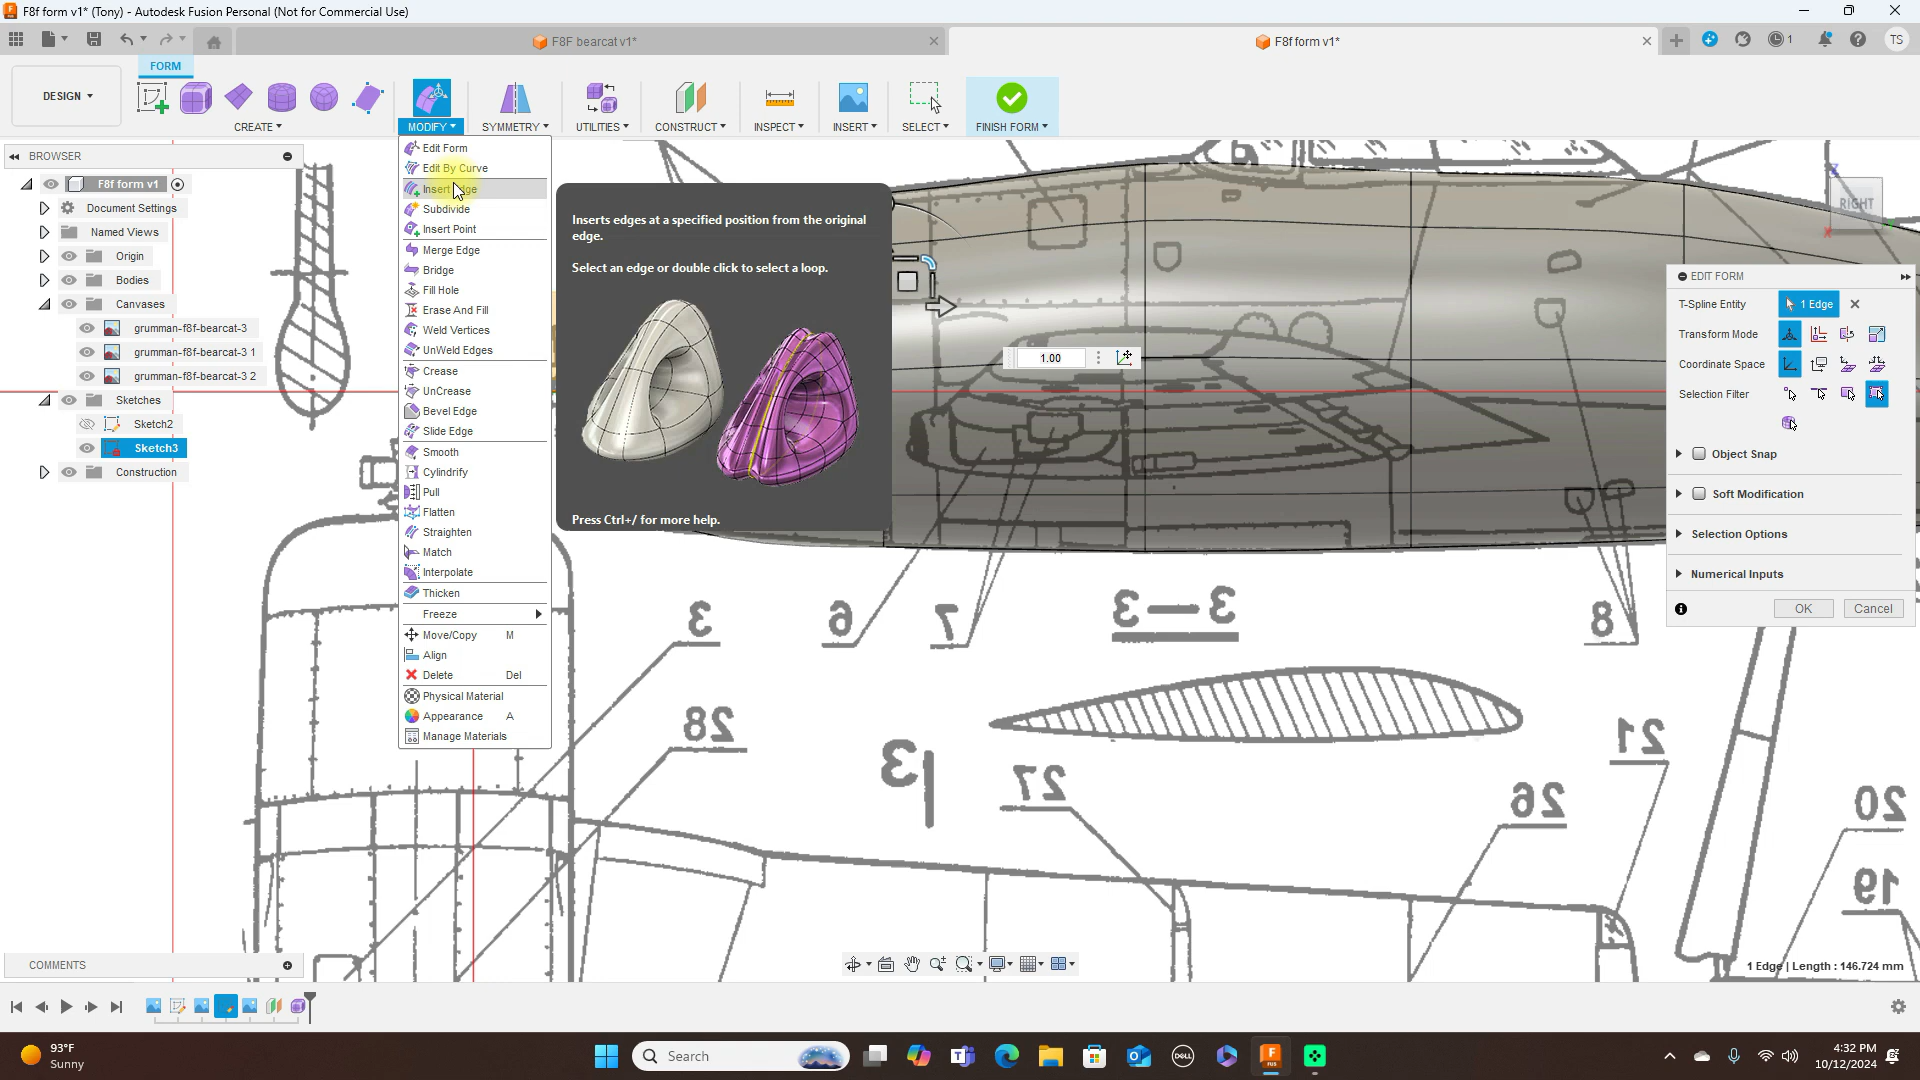 F8f form v1* (Tony) - Autodesk Fusion Personal (Not for Commercial Use)
F8F bearcat v1*
F8f form v1*
1
TS
FORM
DESIGN
CREATE
MODIFY
SYMMETRY
UTILITIES
CONSTRUCT
INSPECT
INSERT
SELECT
FINISH FORM
BROWSER
F8f form v1
Document Settings
Named Views
Origin
Bodies
Canvases
grumman-f8f-bearcat-3
grumman-f8f-bearcat-3 1
grumman-f8f-bearcat-3 2
Sketches
Sketch2
Sketch3
Construction
Edit Form
Edit By Curve
Insert Edge
Subdivide
Insert Point
Merge Edge
Bridge
Fill Hole
Erase And Fill
Weld Vertices
UnWeld Edges
Crease
UnCrease
Bevel Edge
Slide Edge
Smooth
Cylindrify
Pull
Flatten
Straighten
Match
Interpolate
Thicken
Freeze
Move/Copy M
Align
Delete Del
Physical Material
Appearance A
Manage Materials
Inserts edges at a specified position from the original
edge.
Select an edge or double click to select a loop.
Press Ctrl+/ for more help.
1.00
RIGHT
EDIT FORM
T-Spline Entity 1 Edge
Transform Mode
Coordinate Space
Selection Filter
Object Snap
Soft Modification
Selection Options
Numerical Inputs
OK Cancel
3
6
7
3—3
8
28
3
27
26
21
20
19
1 Edge | Length : 146.724 mm
COMMENTS
93°F
Sunny
Search
DELL
4:32 PM
10/12/2024